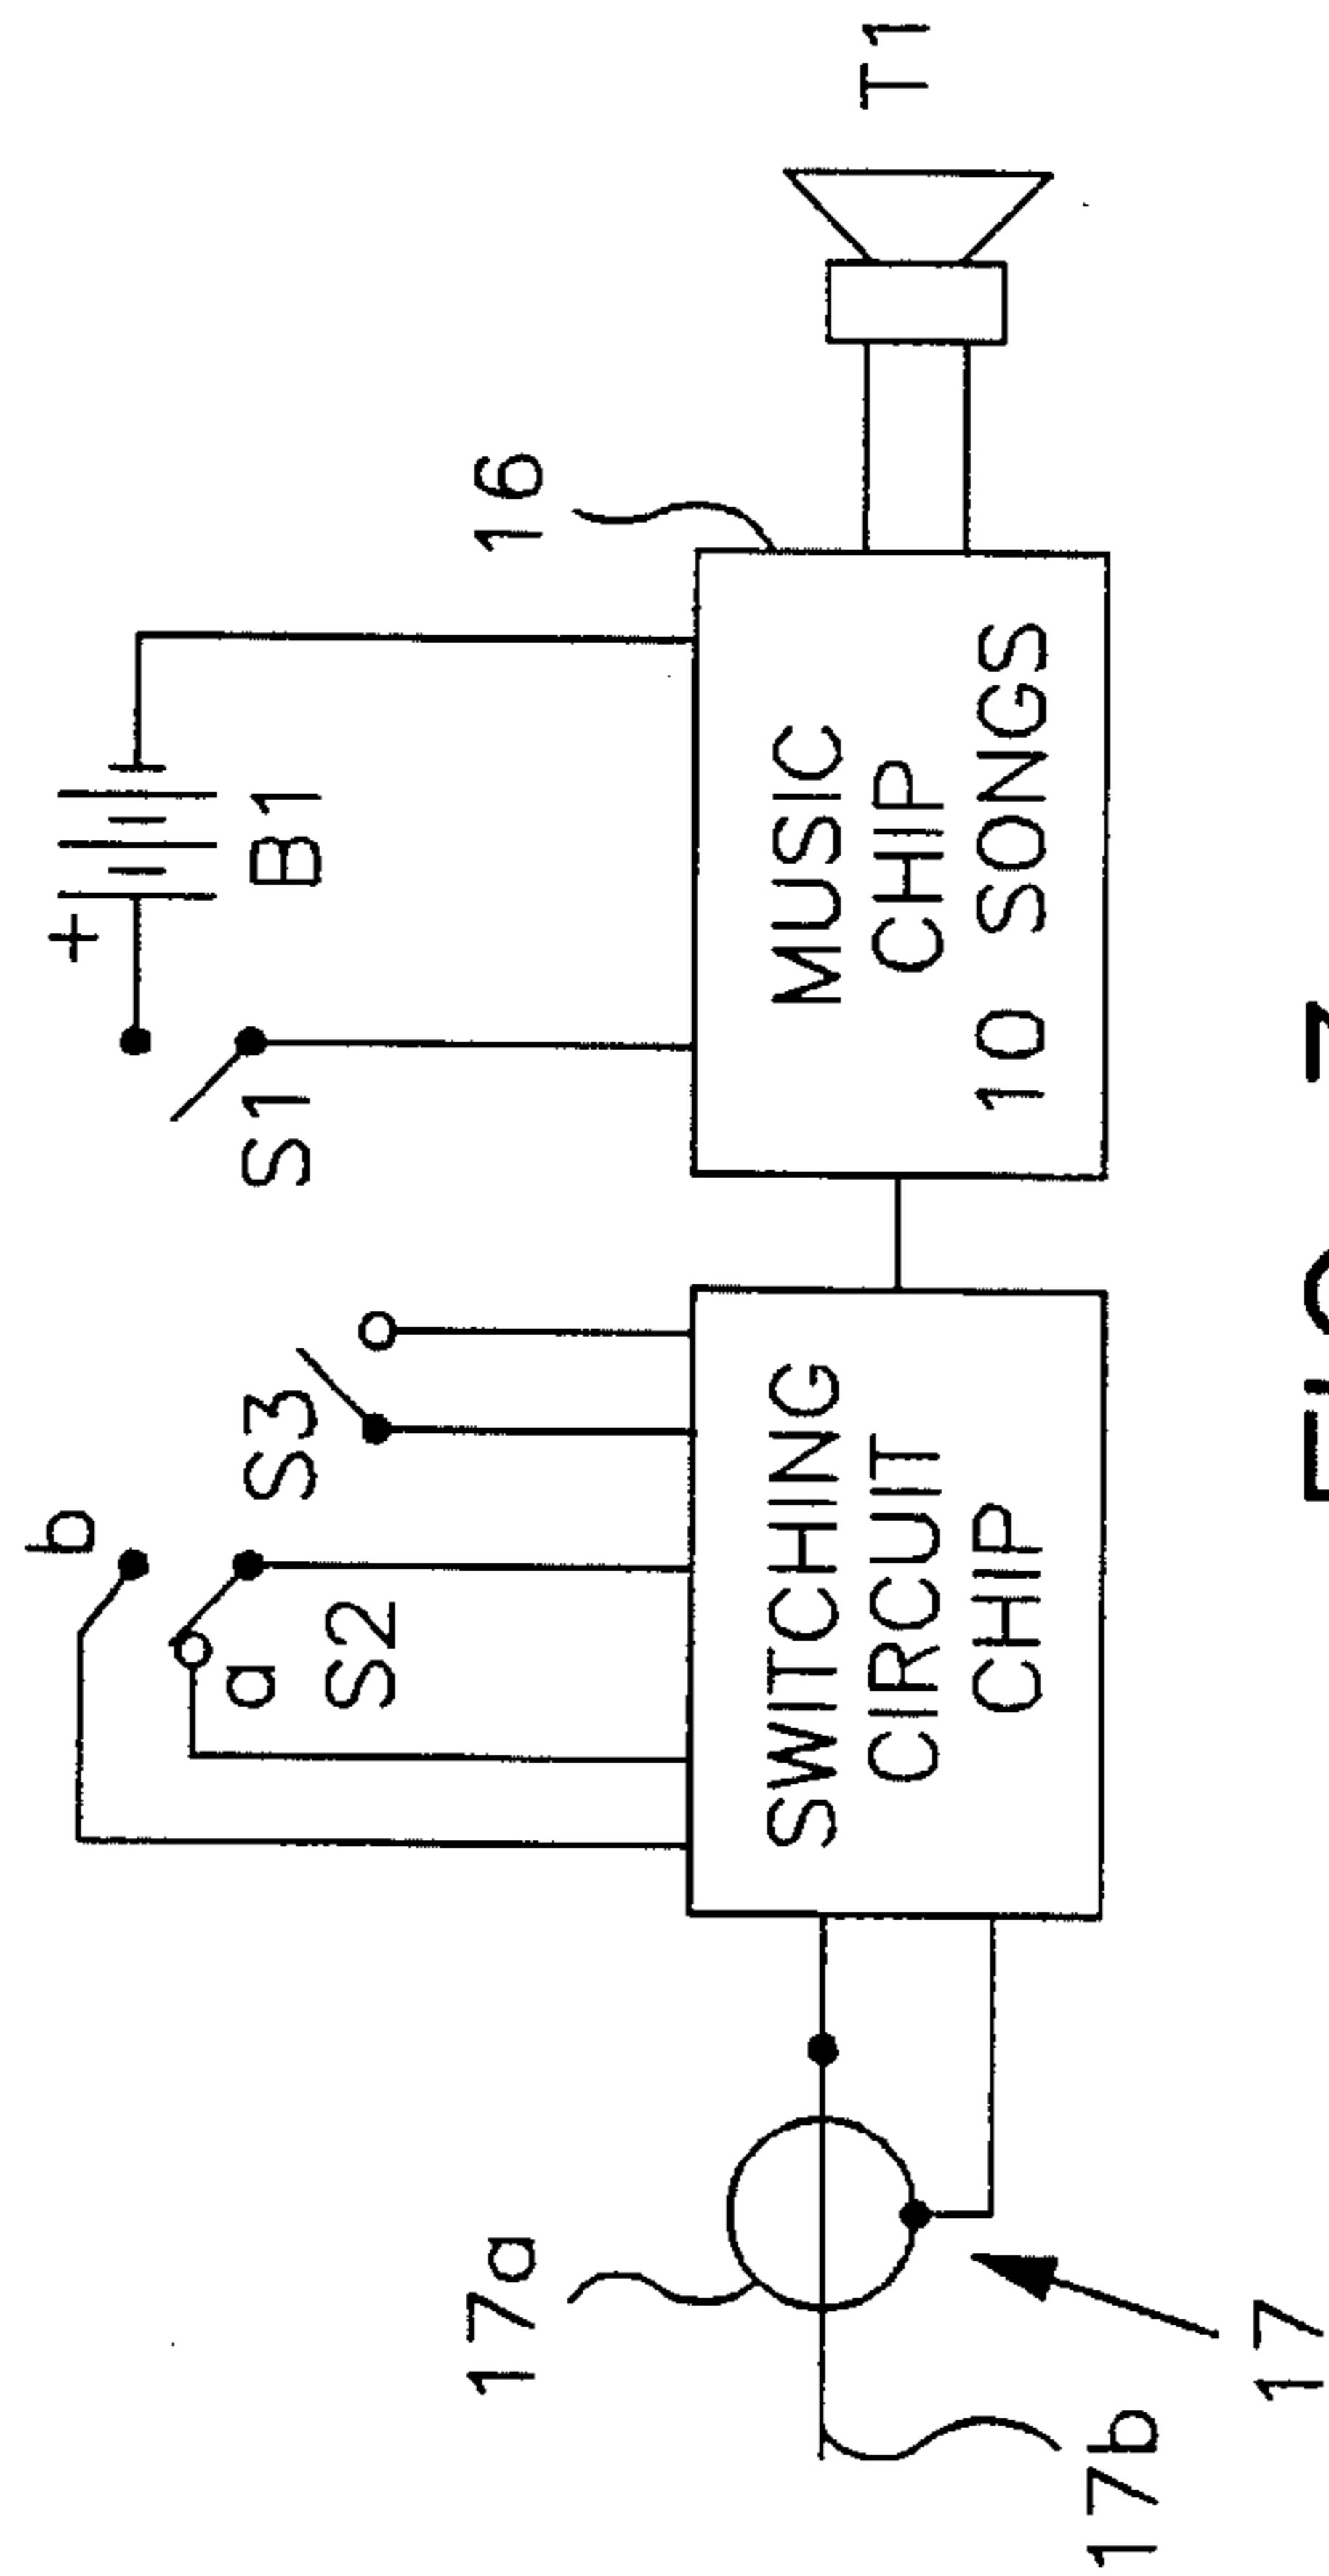 b
S3
a
S2
S1
+
B1
16
T1
17a
17b
17
SWITCHING
CIRCUIT
CHIP
MUSIC
CHIP
10 SONGS